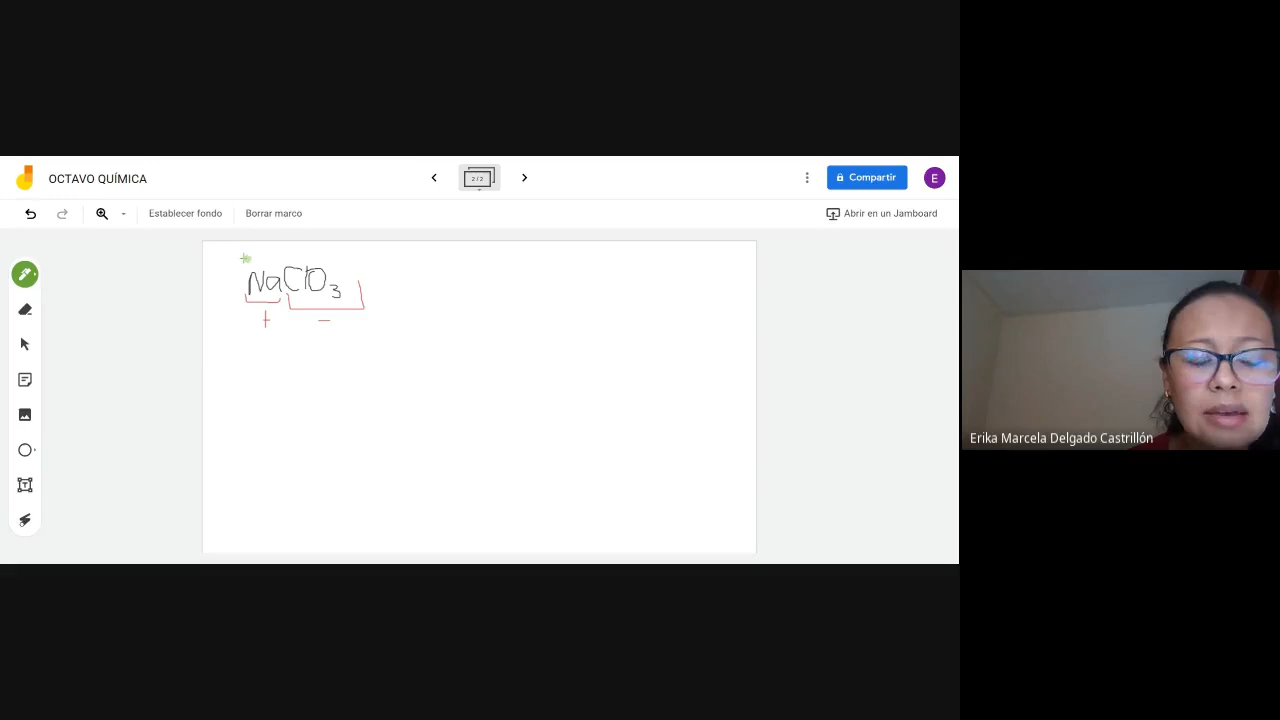 OCTAVO QUÍMICA
2/2
Compartir
E
Establecer fondo
Borrar marco
Abrir en un Jamboard
NaClO₃
+ −
Erika Marcela Delgado Castrillón